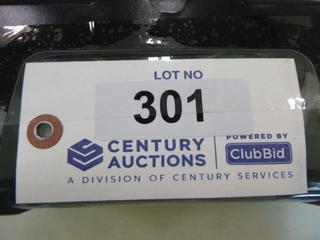 LOT NO
301
CENTURY
AUCTIONS
POWERED BY
ClubBid
A DIVISION OF CENTURY SERVICES